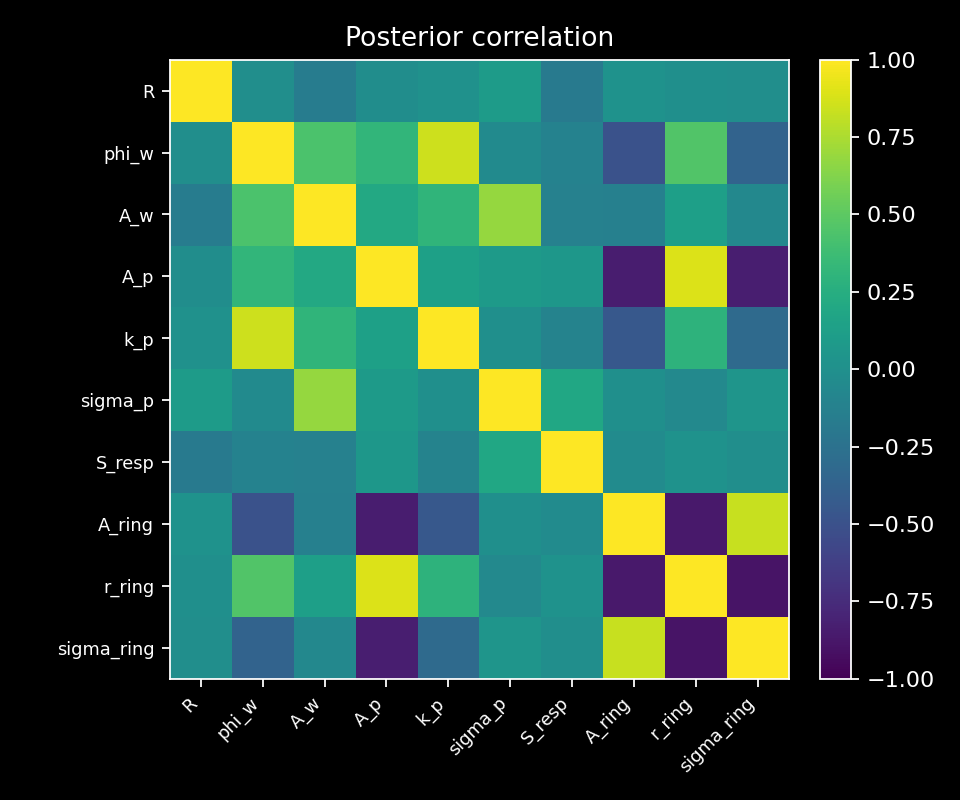 Posterior correlation
R
phi_w
A_w
A_p
k_p
sigma_p
S_resp
A_ring
r_ring
sigma_ring
R
phi_w
A_w
A_p
k_p
sigma_p
S_resp
A_ring
r_ring
sigma_ring
1.00
0.75
0.50
0.25
0.00
−0.25
−0.50
−0.75
−1.00